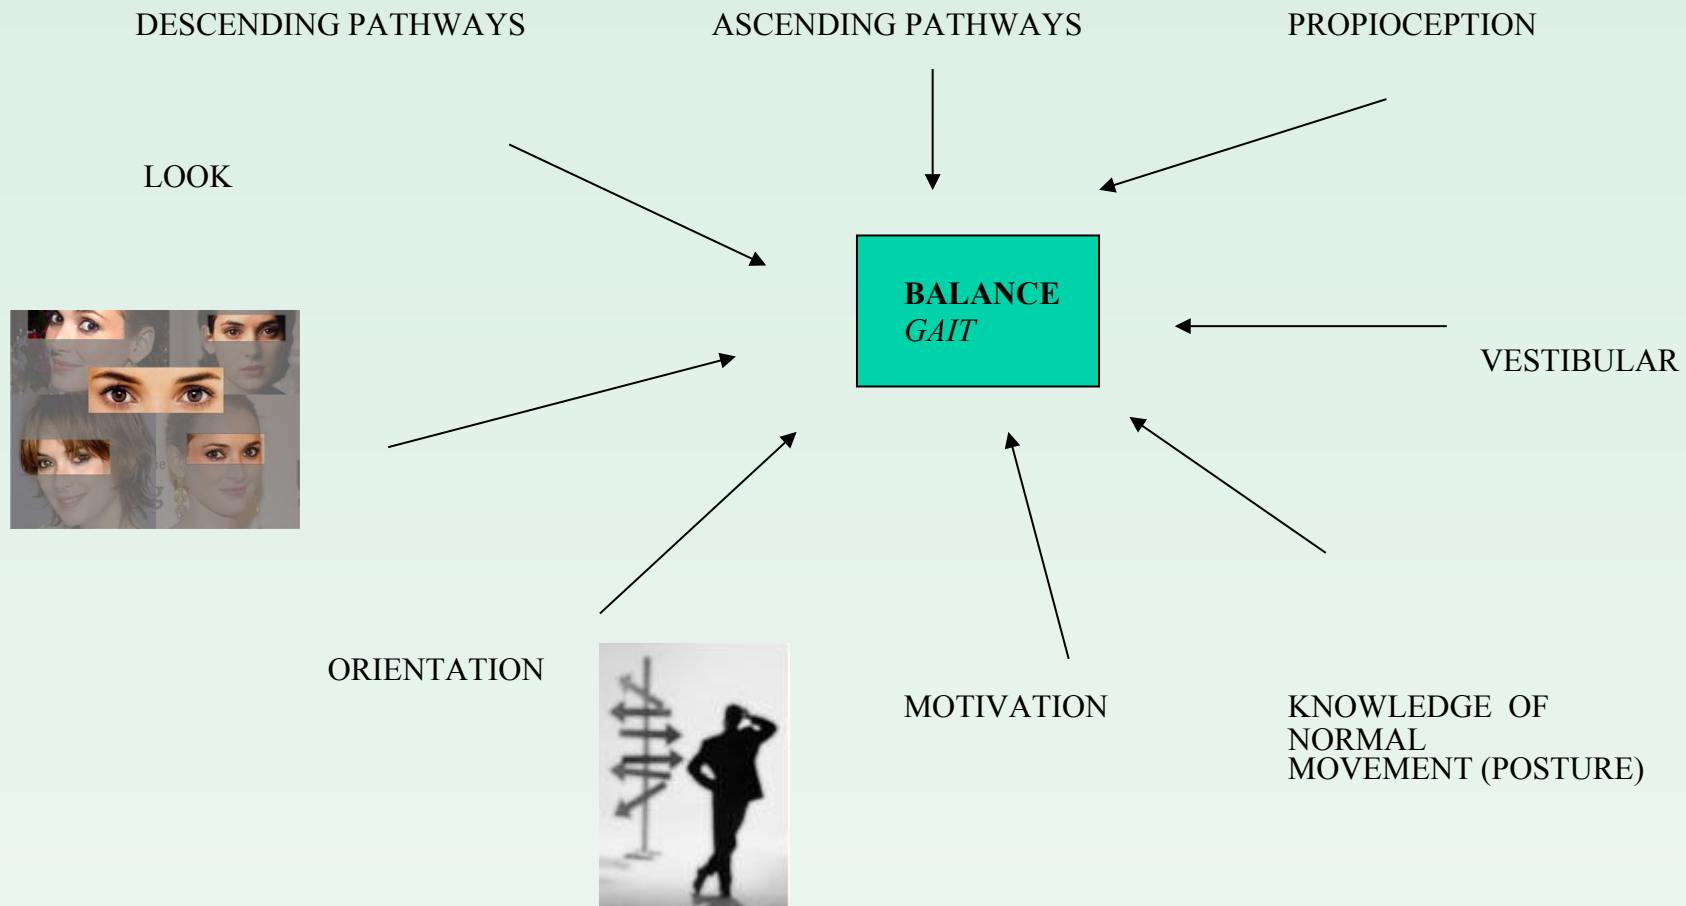 DESCENDING PATHWAYS
ASCENDING PATHWAYS
PROPIOCEPTION
LOOK
BALANCE
GAIT
VESTIBULAR
ORIENTATION
MOTIVATION
KNOWLEDGE OF
NORMAL
MOVEMENT (POSTURE)